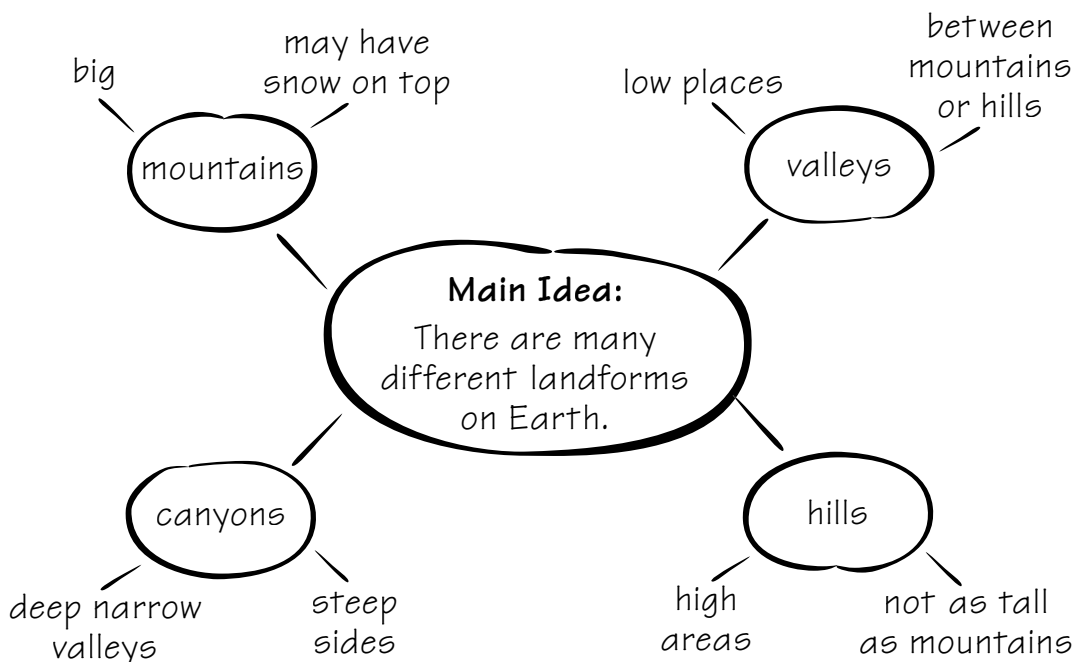 big
may have
snow on top
mountains
low places
between
mountains
or hills
valleys
Main Idea:
There are many
different landforms
on Earth.
canyons
deep narrow
valleys
steep
sides
hills
high
areas
not as tall
as mountains